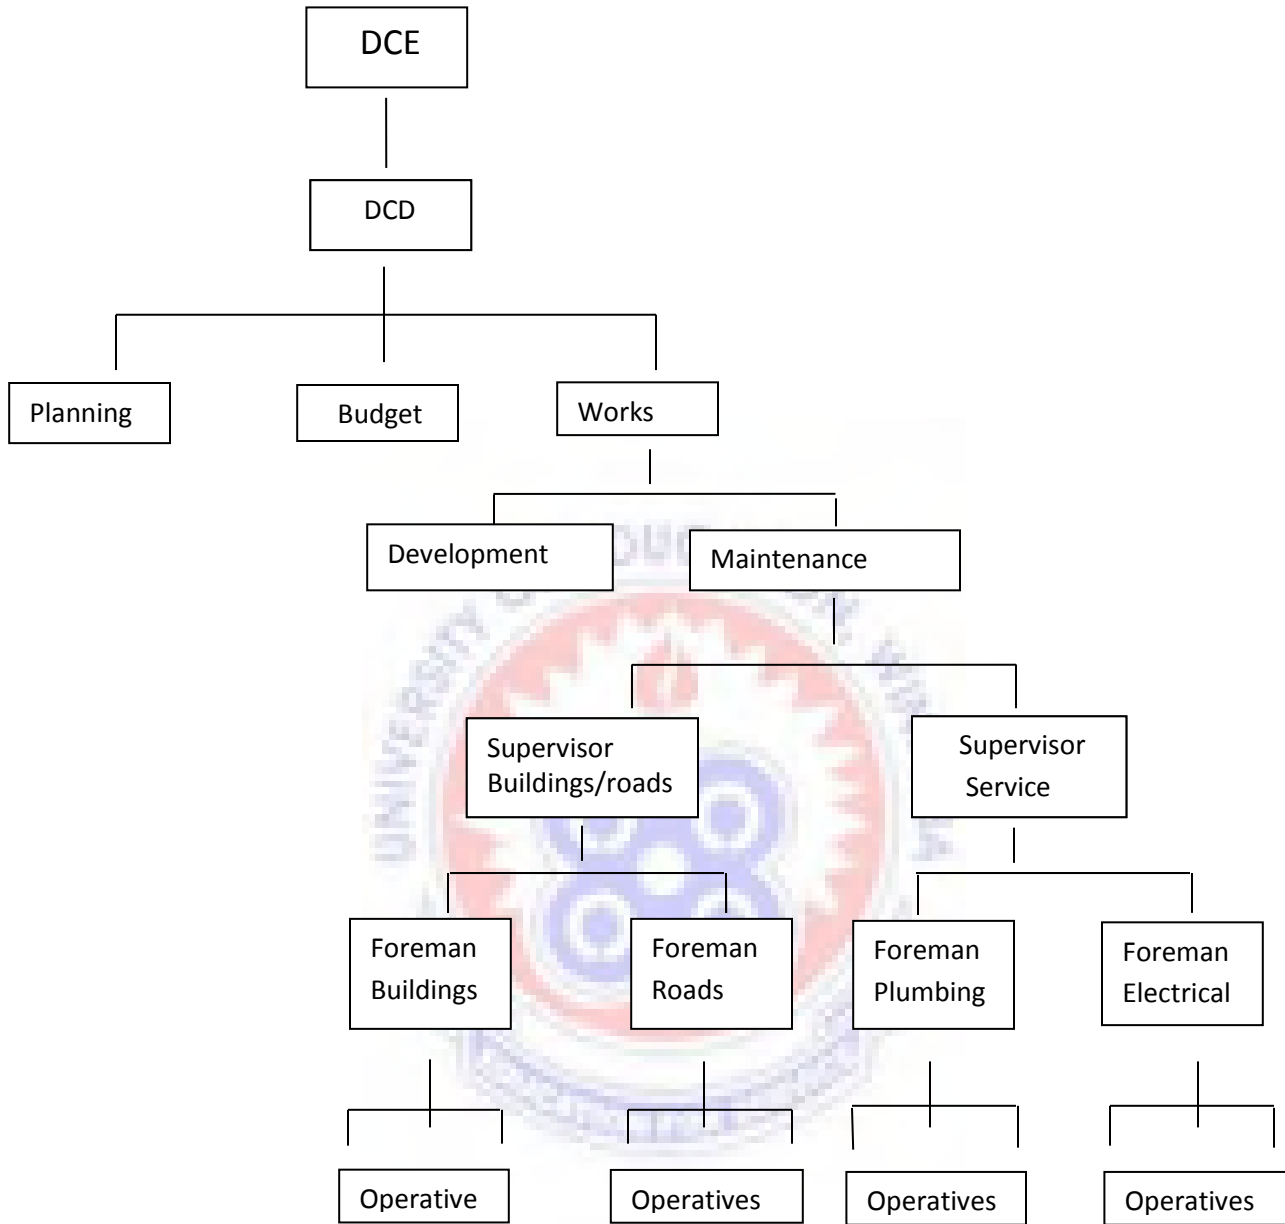 DCE
DCD
Planning
Budget
Works
Development
Maintenance
Supervisor
Buildings/roads
Supervisor
Service
Foreman
Buildings
Foreman
Roads
Foreman
Plumbing
Foreman
Electrical
Operative
Operatives
Operatives
Operatives
UNIVERSITY